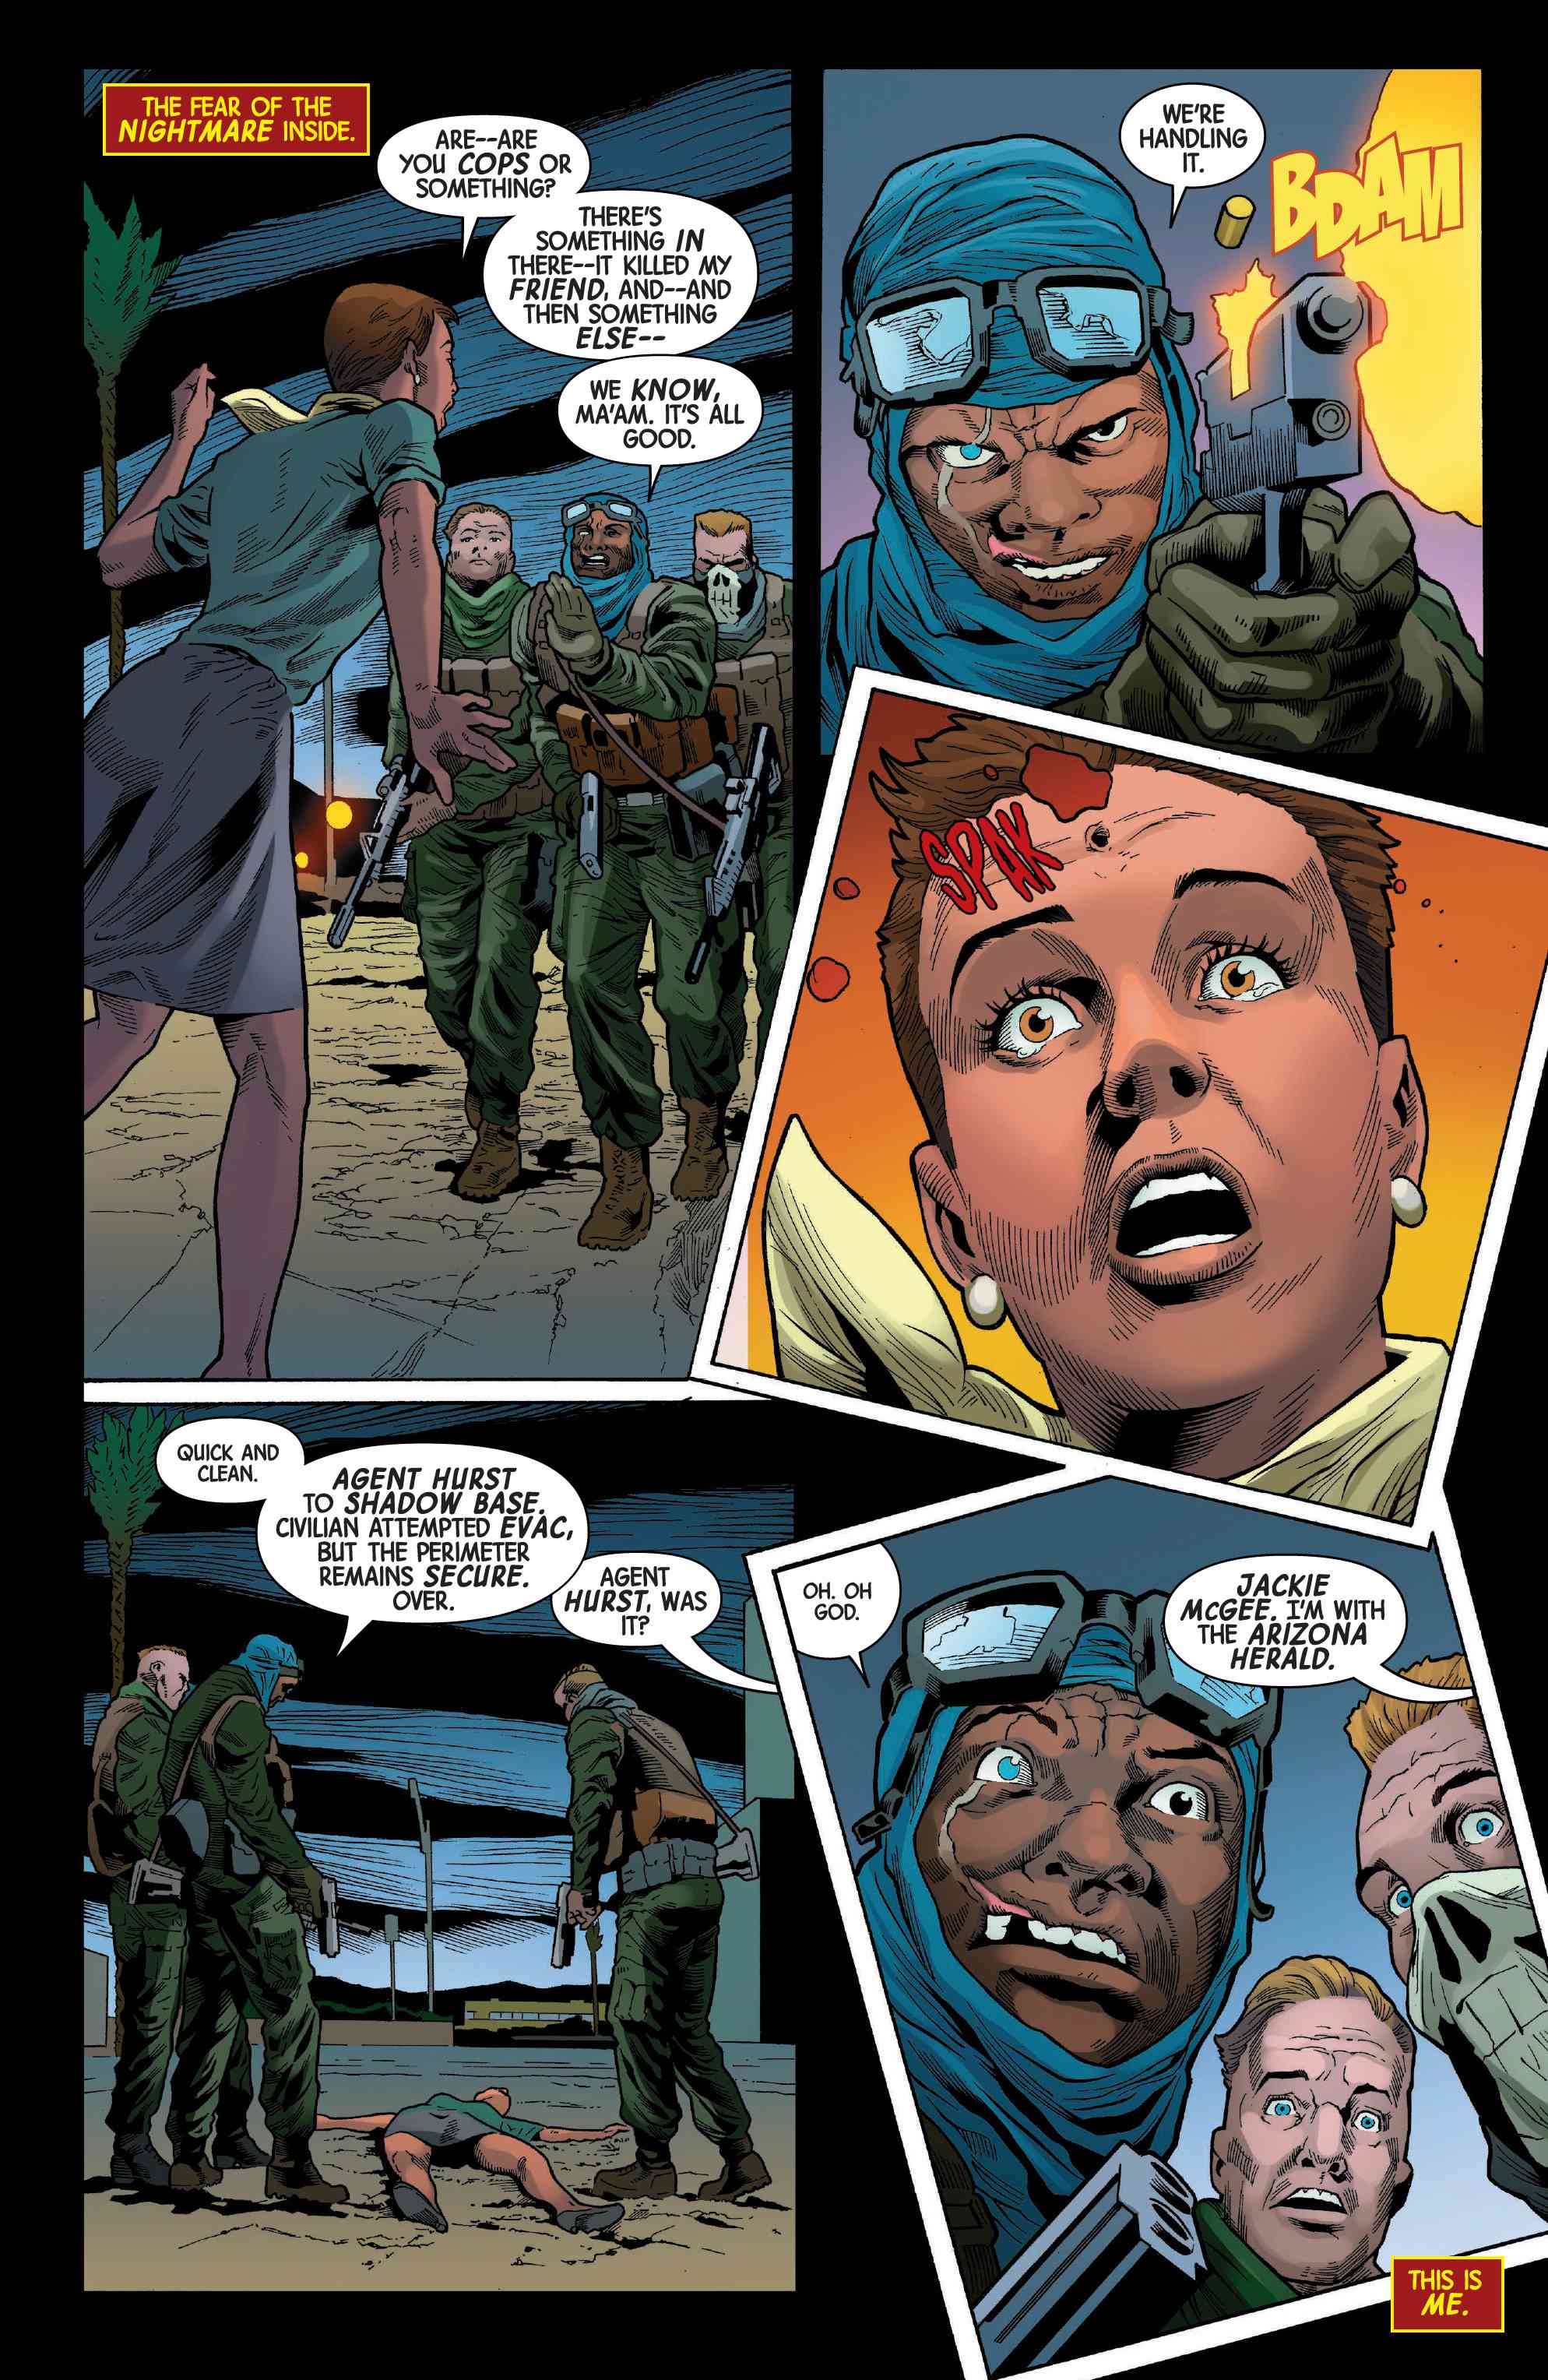 THE FEAR OF THE
NIGHTMARE INSIDE.
ARE--ARE
YOU COPS OR
SOMETHING?
THERE'S
SOMETHING IN
THERE--IT KILLED MY
FRIEND, AND--AND
THEN SOMETHING
ELSE--
WE KNOW,
MA'AM. IT'S ALL
GOOD.
WE'RE
HANDLING
IT.
BDAM
SPAK
QUICK AND
CLEAN.
AGENT HURST
TO SHADOW BASE.
CIVILIAN ATTEMPTED EVAC,
BUT THE PERIMETER
REMAINS SECURE.
OVER.
AGENT
HURST, WAS
IT?
OH. OH
GOD.
JACKIE
McGEE. I'M WITH
THE ARIZONA
HERALD.
THIS IS
ME.